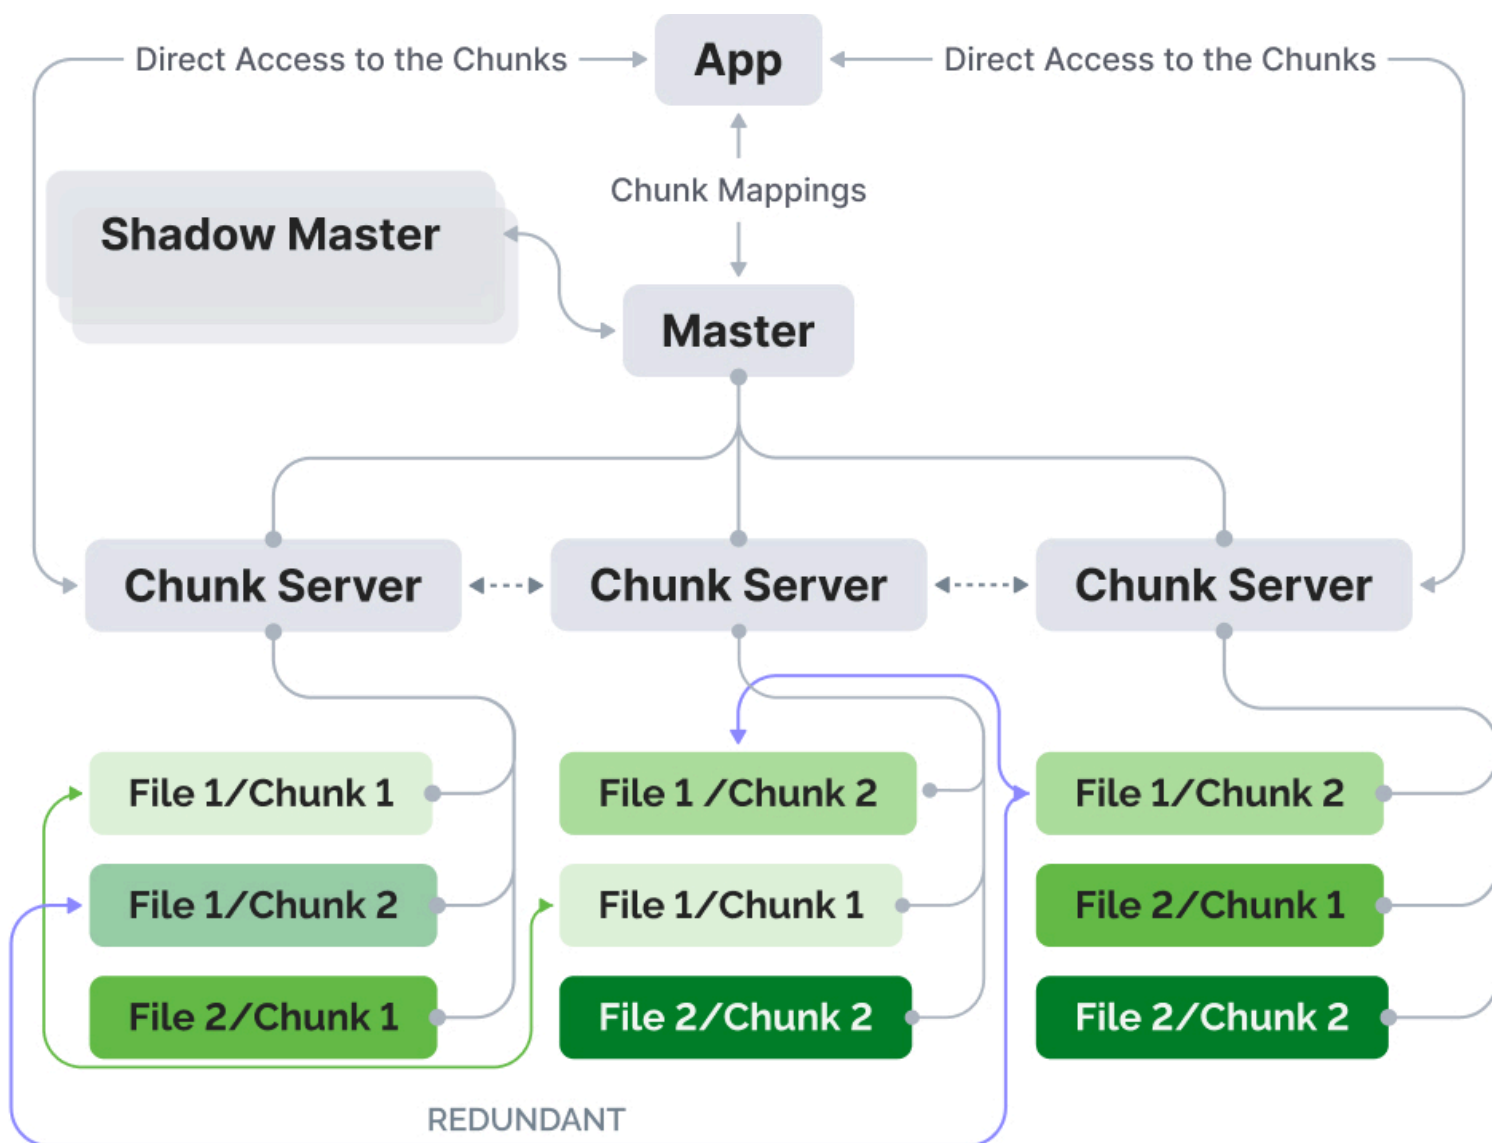 Direct Access to the Chunks
App
Direct Access to the Chunks
Chunk Mappings
Shadow Master
Master
Chunk Server
Chunk Server
Chunk Server
File 1/Chunk 1
File 1 /Chunk 2
File 1/Chunk 2
File 1/Chunk 2
File 1/Chunk 1
File 2/Chunk 1
File 2/Chunk 1
File 2/Chunk 2
File 2/Chunk 2
REDUNDANT